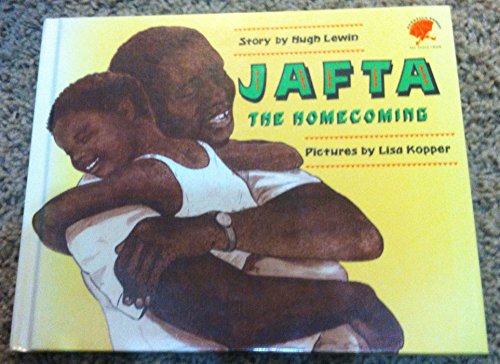 Story by Hugh Lewin
JAFTA
THE HOMECOMING
Pictures by Lisa Kopper